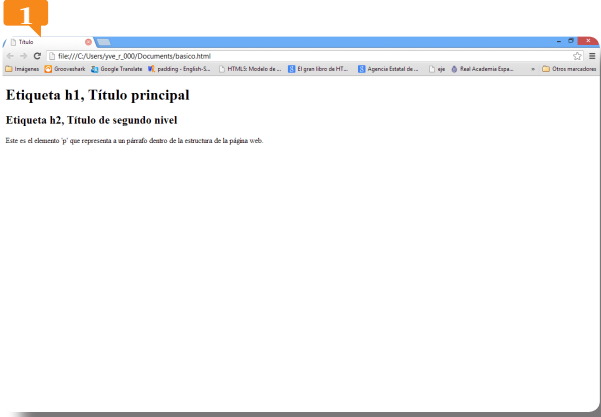 1
Título
file:///C:/Users/yve_r_000/Documents/basico.html
Imágenes Grooveshark Google Translate padding - English-S... HTML5: Modelo de ... El gran libro de HT... Agencia Estatal de ... eje Real Academia Espa... » Otros marcadores
Etiqueta h1, Título principal
Etiqueta h2, Título de segundo nivel
Este es el elemento 'p' que representa a un párrafo dentro de la estructura de la página web.